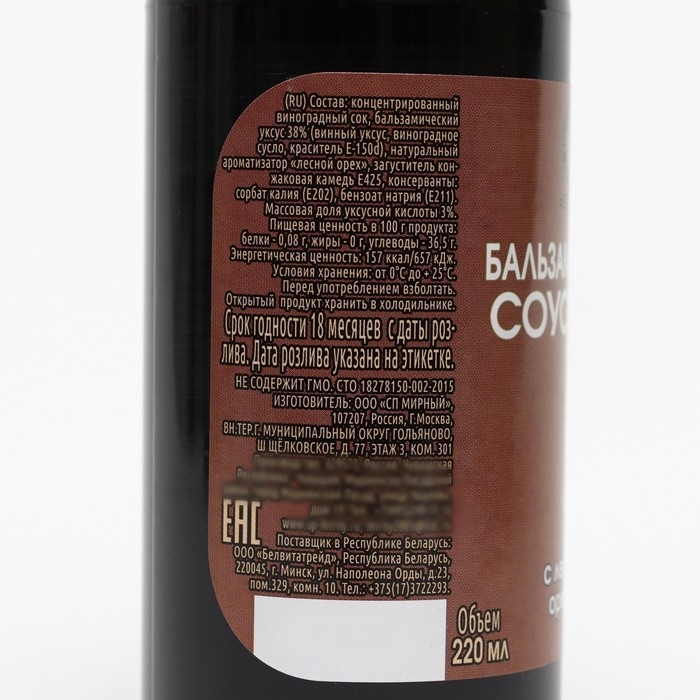 (RU) Состав: концентрированный
виноградный сок, бальзамический
уксус 38% (винный уксус, виноградное
сусло, краситель Е-150d), натуральный
ароматизатор «лесной орех», загуститель кон-
жаковая камедь Е425, консерванты:
сорбат калия (Е202), бензоат натрия (Е211).
Массовая доля уксусной кислоты 3%.
Пищевая ценность в 100 г продукта:
белки - 0,08 г, жиры - 0 г, углеводы - 36,5 г.
Энергетическая ценность: 157 ккал/657 кДж.
Условия хранения: от 0°С до + 25°С.
Перед употреблением взболтать.
Открытый продукт хранить в холодильнике.
Срок годности 18 месяцев с даты роз-
лива. Дата розлива указана на этикетке.
НЕ СОДЕРЖИТ ГМО. СТО 18278150-002-2015
ИЗГОТОВИТЕЛЬ: ООО «СП МИРНЫЙ»,
107207, Россия, Г.Москва,
ВН.ТЕР.Г. МУНИЦИПАЛЬНЫЙ ОКРУГ ГОЛЬЯНОВО,
Ш ЩЁЛКОВСКОЕ, Д. 77, ЭТАЖ 3, КОМ. 301
EAC
Поставщик в Республике Беларусь:
ООО «Белвитатрейд», Республика Беларусь,
220045, г. Минск, ул. Наполеона Орды, д.23,
пом.329, комн. 10. Тел.: +375(17)3722293.
Объем
220 мл
БАЛЬЗАМ
СОУС
с ле
оре